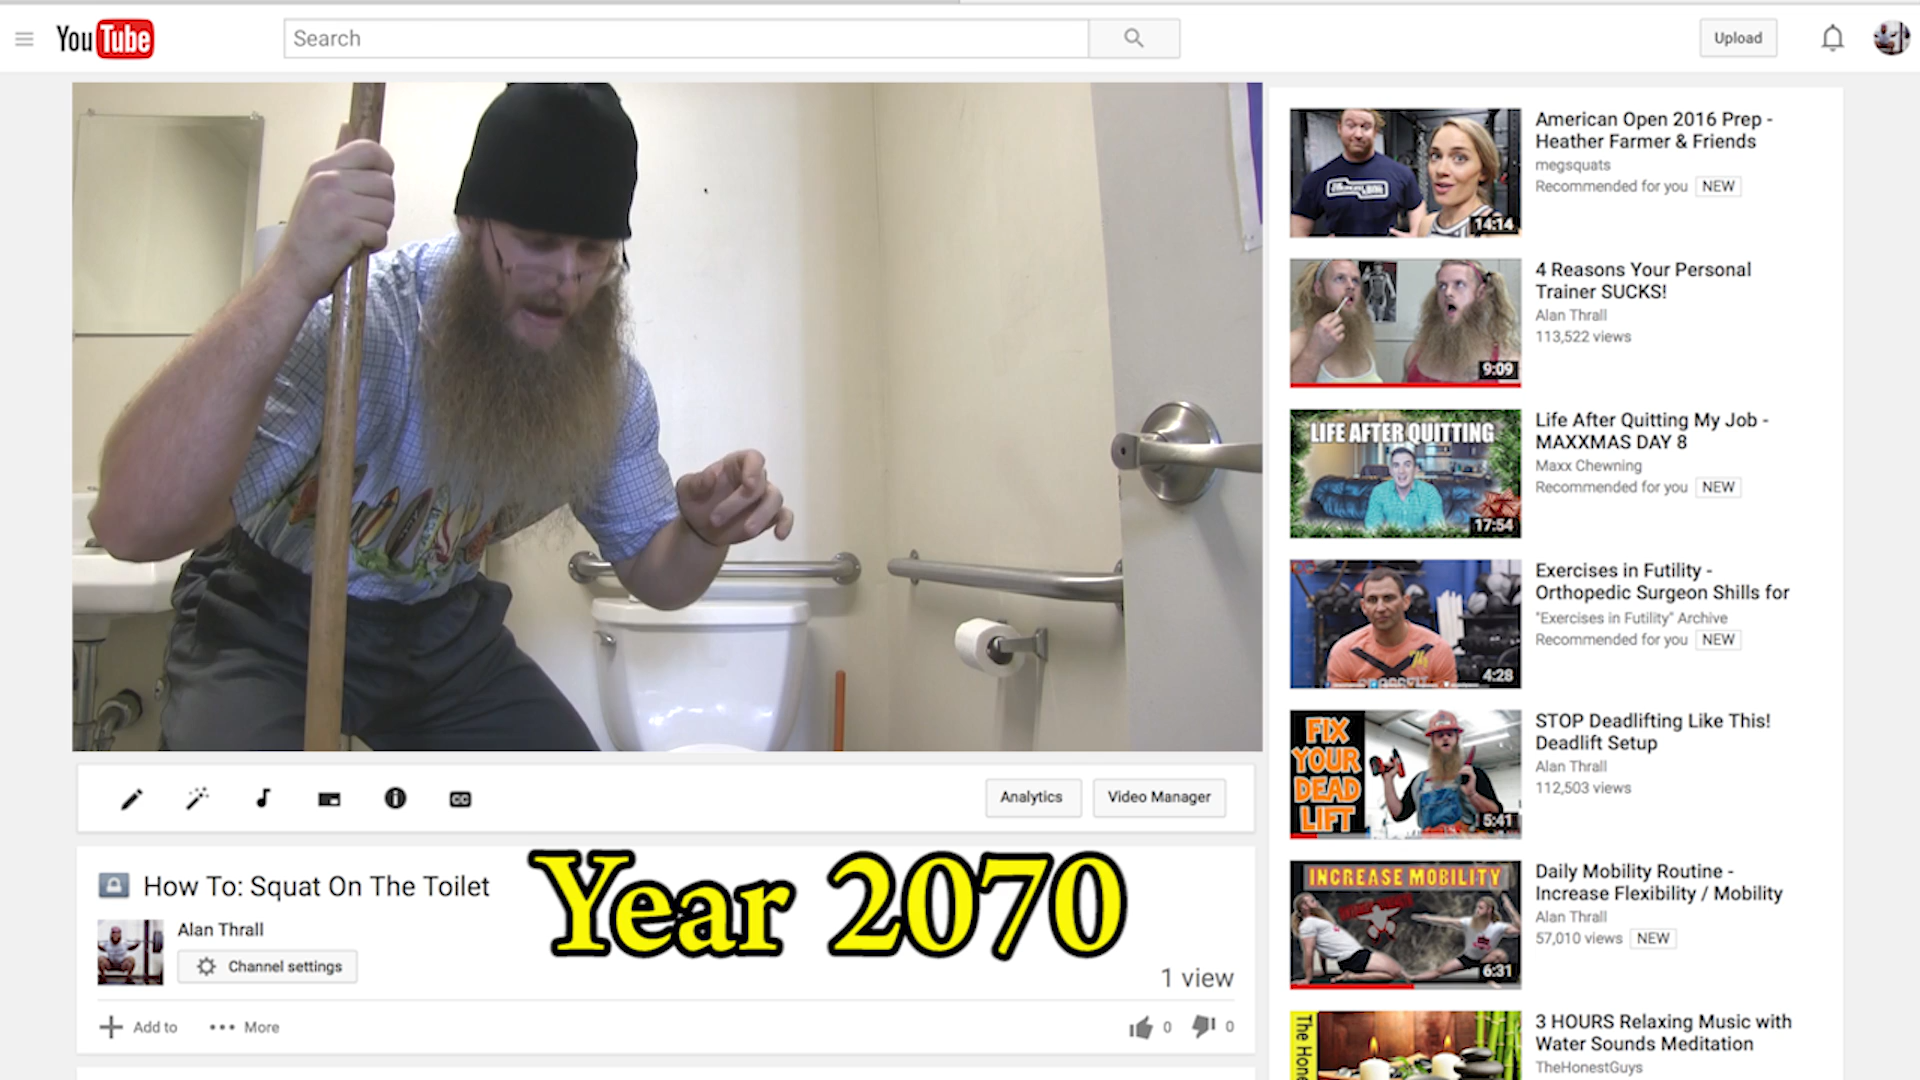 YouTube
Search
Upload
American Open 2016 Prep -
Heather Farmer & Friends
megsquats
Recommended for you NEW
14:14
4 Reasons Your Personal
Trainer SUCKS!
Alan Thrall
113,522 views
9:09
LIFE AFTER QUITTING
Life After Quitting My Job -
MAXXMAS DAY 8
Maxx Chewning
Recommended for you NEW
17:54
Exercises in Futility -
Orthopedic Surgeon Shills for
"Exercises in Futility" Archive
Recommended for you NEW
4:28
FIX
YOUR
DEAD
LIFT
STOP Deadlifting Like This!
Deadlift Setup
Alan Thrall
112,503 views
5:41
INCREASE MOBILITY
Daily Mobility Routine -
Increase Flexibility / Mobility
Alan Thrall
57,010 views NEW
6:31
The Hone
3 HOURS Relaxing Music with
Water Sounds Meditation
TheHonestGuys
CC
Analytics
Video Manager
How To: Squat On The Toilet
Year 2070
Alan Thrall
Channel settings
1 view
Add to
More
0
0